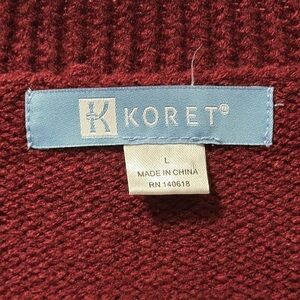 K KORET®
L
MADE IN CHINA
RN 140618